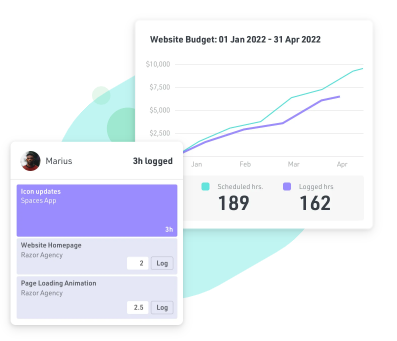 Website Budget: 01 Jan 2022 - 31 Apr 2022
$10,000
$7,500
$5,000
$2,500
Jan Feb Mar Apr
Scheduled hrs. Logged hrs.
189 162
Marius 3h logged
Icon updates
Spaces App
3h
Website Homepage
Razor Agency
2 Log
Page Loading Animation
Razor Agency
2.5 Log